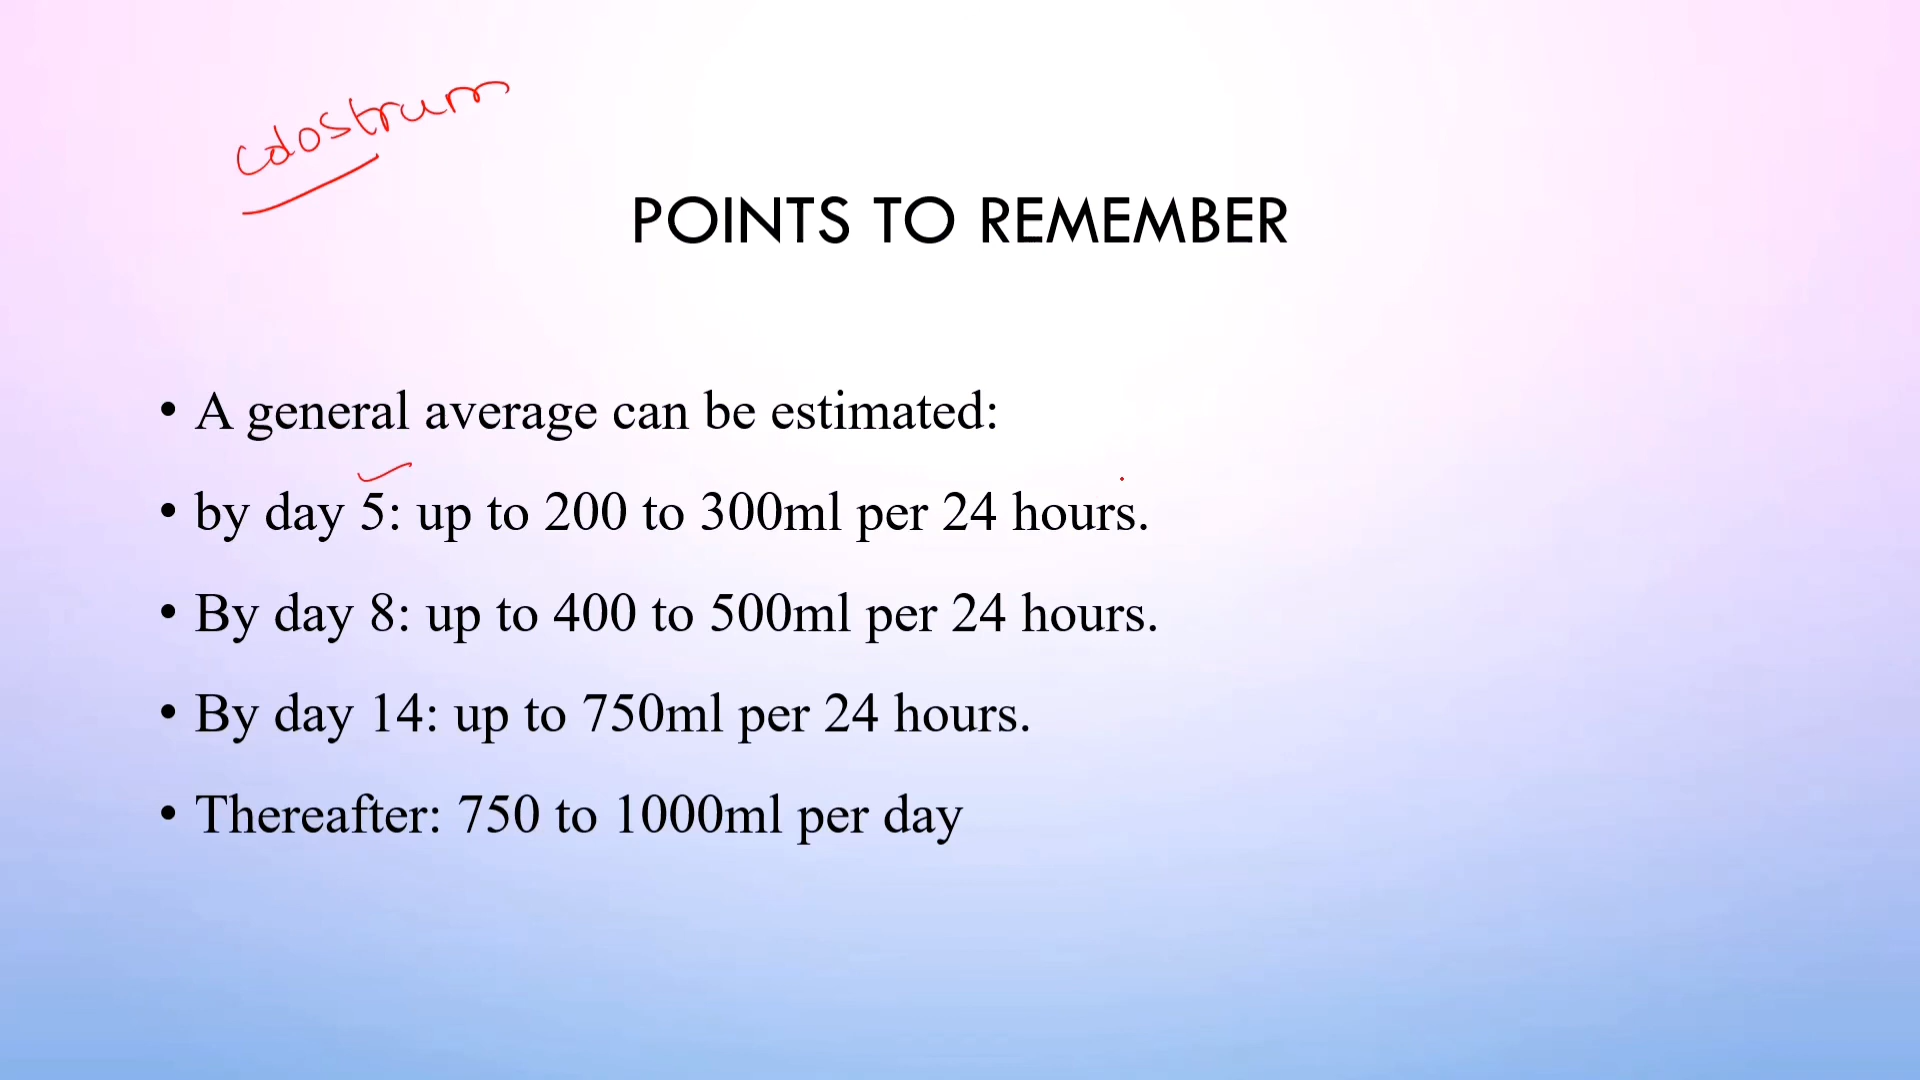 colostrum
POINTS TO REMEMBER
• A general average can be estimated:
• by day 5: up to 200 to 300ml per 24 hours.
• By day 8: up to 400 to 500ml per 24 hours.
• By day 14: up to 750ml per 24 hours.
• Thereafter: 750 to 1000ml per day